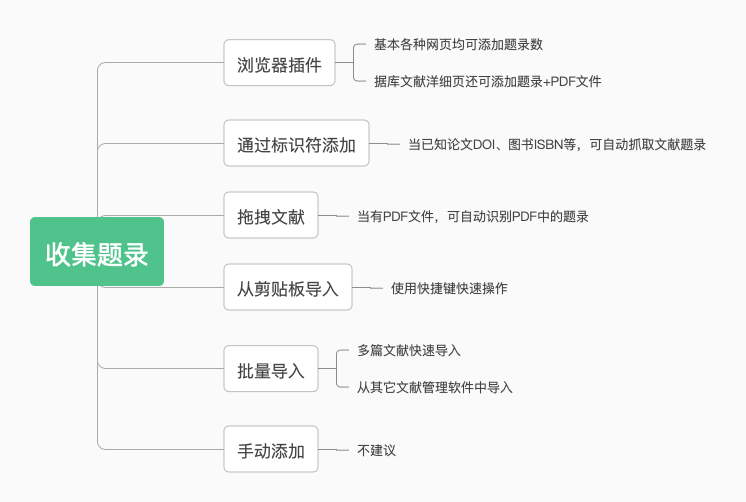 收集题录
浏览器插件
基本各种网页均可添加题录数
据库文献详细页还可添加题录+PDF文件
通过标识符添加
当已知论文DOI、图书ISBN等，可自动抓取文献题录
拖拽文献
当有PDF文件，可自动识别PDF中的题录
从剪贴板导入
使用快捷键快速操作
批量导入
多篇文献快速导入
从其它文献管理软件中导入
手动添加
不建议